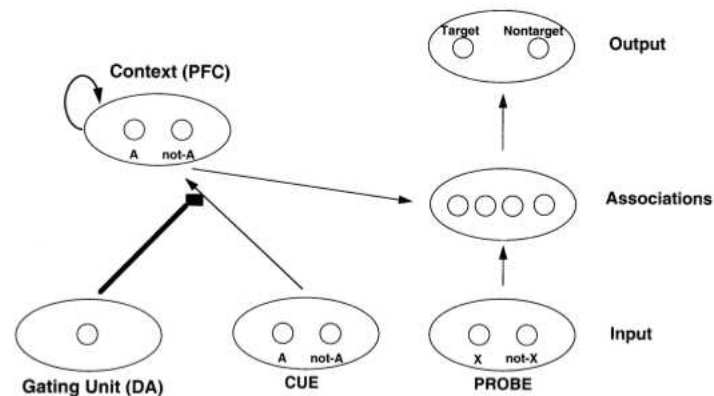 Target Nontarget
Output
Context (PFC)
A not-A
Associations
Input
A not-A
X not-X
Gating Unit (DA)
CUE
PROBE